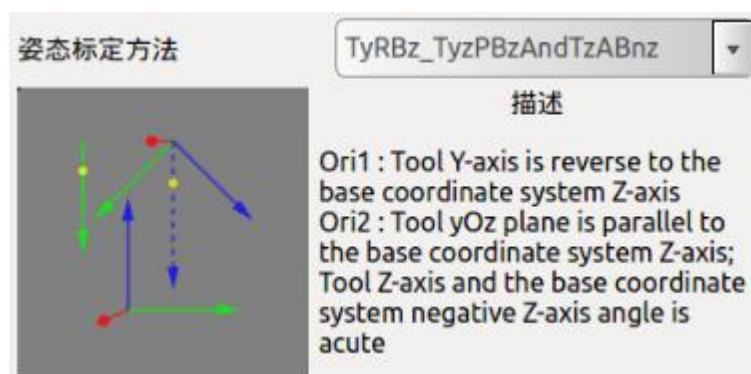 姿态标定方法
TyRBz_TyzPBzAndTzABnz
描述
Ori1 : Tool Y-axis is reverse to the
base coordinate system Z-axis
Ori2 : Tool yOz plane is parallel to
the base coordinate system Z-axis;
Tool Z-axis and the base coordinate
system negative Z-axis angle is
acute